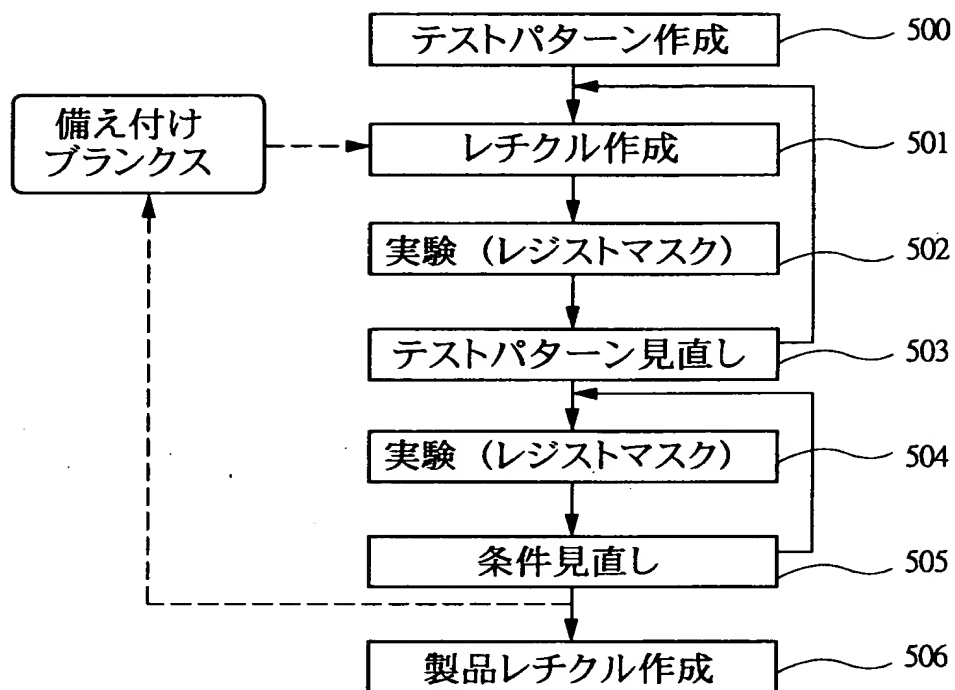 テストパターン作成
500
備え付け
ブランクス
レチクル作成
501
実験（レジストマスク）
502
テストパターン見直し
503
実験（レジストマスク）
504
条件見直し
505
製品レチクル作成
506